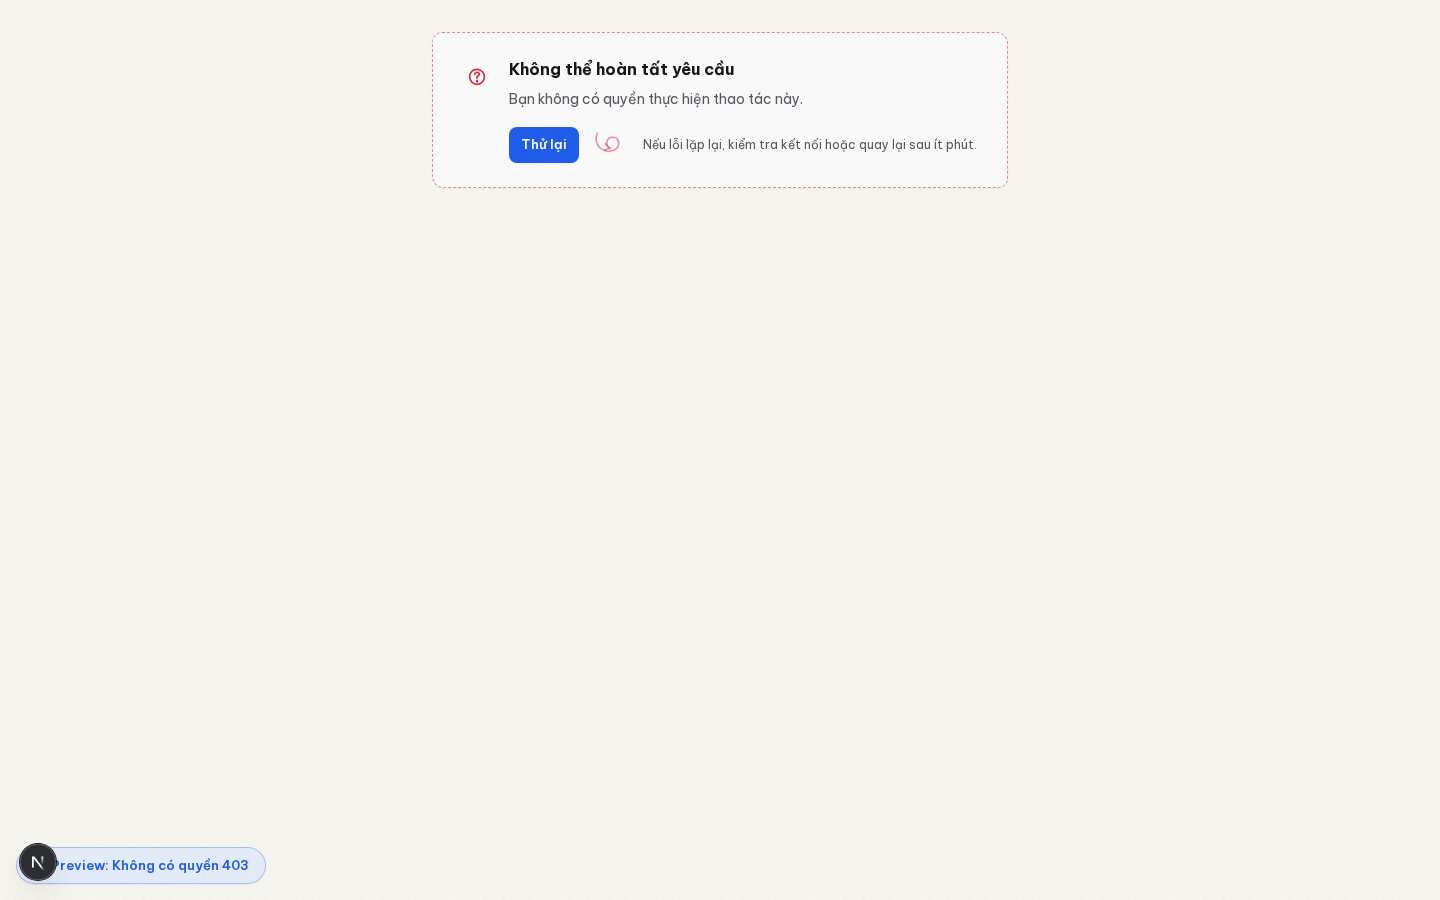 Không thể hoàn tất yêu cầu
Bạn không có quyền thực hiện thao tác này.
Thử lại
Nếu lỗi lặp lại, kiểm tra kết nối hoặc quay lại sau ít phút.
N
Preview: Không có quyền 403